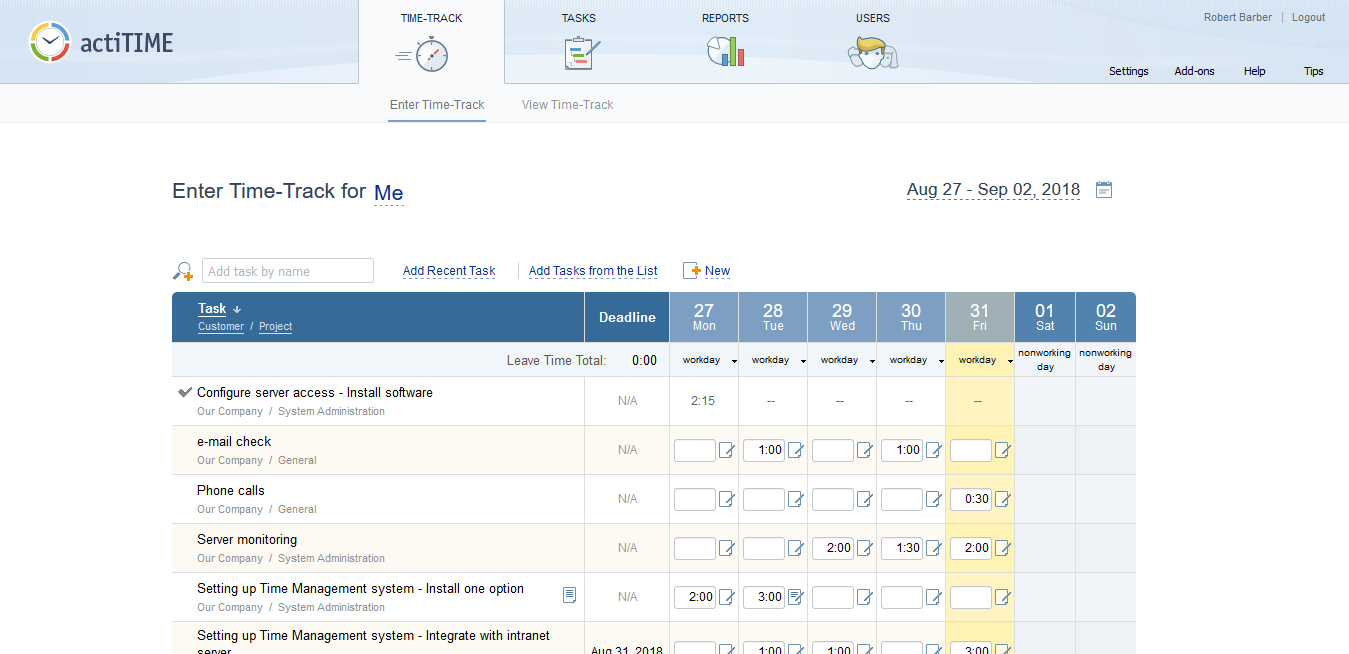 actiTIME
TIME-TRACK
TASKS
REPORTS
USERS
Robert Barber | Logout
Settings Add-ons Help Tips
Enter Time-Track View Time-Track
Enter Time-Track for Me
Aug 27 - Sep 02, 2018
Add task by name
Add Recent Task
Add Tasks from the List
New
Task ↓
Customer / Project
Deadline
27
Mon
28
Tue
29
Wed
30
Thu
31
Fri
01
Sat
02
Sun
Leave Time Total: 0:00 workday workday workday workday workday
nonworking day
nonworking day
Configure server access - Install software
Our Company / System Administration
N/A 2:15 -- -- -- --
e-mail check
Our Company / General
N/A 1:00 1:00
Phone calls
Our Company / General
N/A 0:30
Server monitoring
Our Company / System Administration
N/A 2:00 1:30 2:00
Setting up Time Management system - Install one option
Our Company / System Administration
N/A 2:00 3:00
Setting up Time Management system - Integrate with intranet
server
Aug 31, 2018 1:00 1:00 3:00